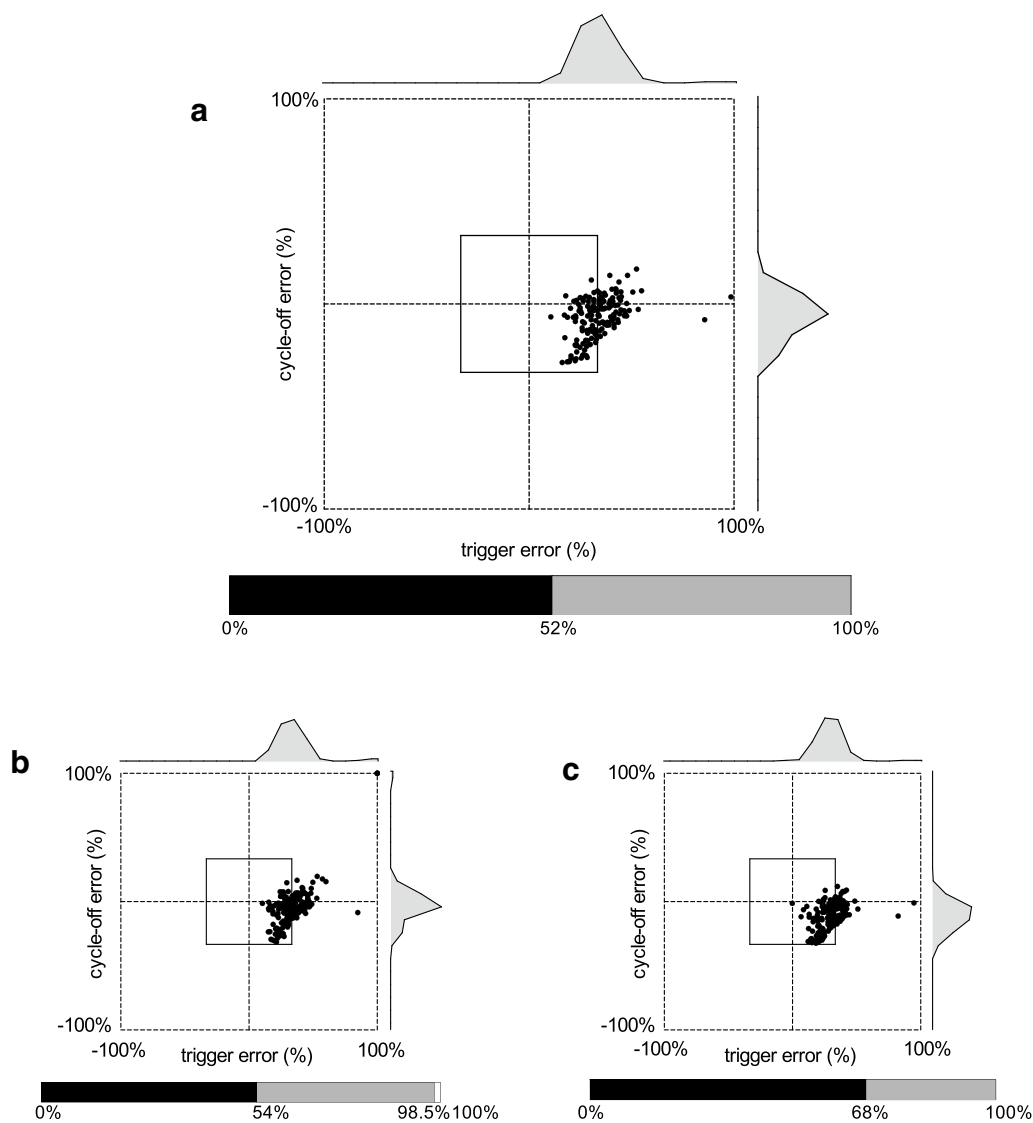 a
100%
cycle-off error (%)
-100%
-100% 100%
trigger error (%)
0% 52% 100%
b
100%
cycle-off error (%)
-100%
-100% 100%
trigger error (%)
0% 54% 98.5% 100%
c
100%
cycle-off error (%)
-100%
-100% 100%
trigger error (%)
0% 68% 100%